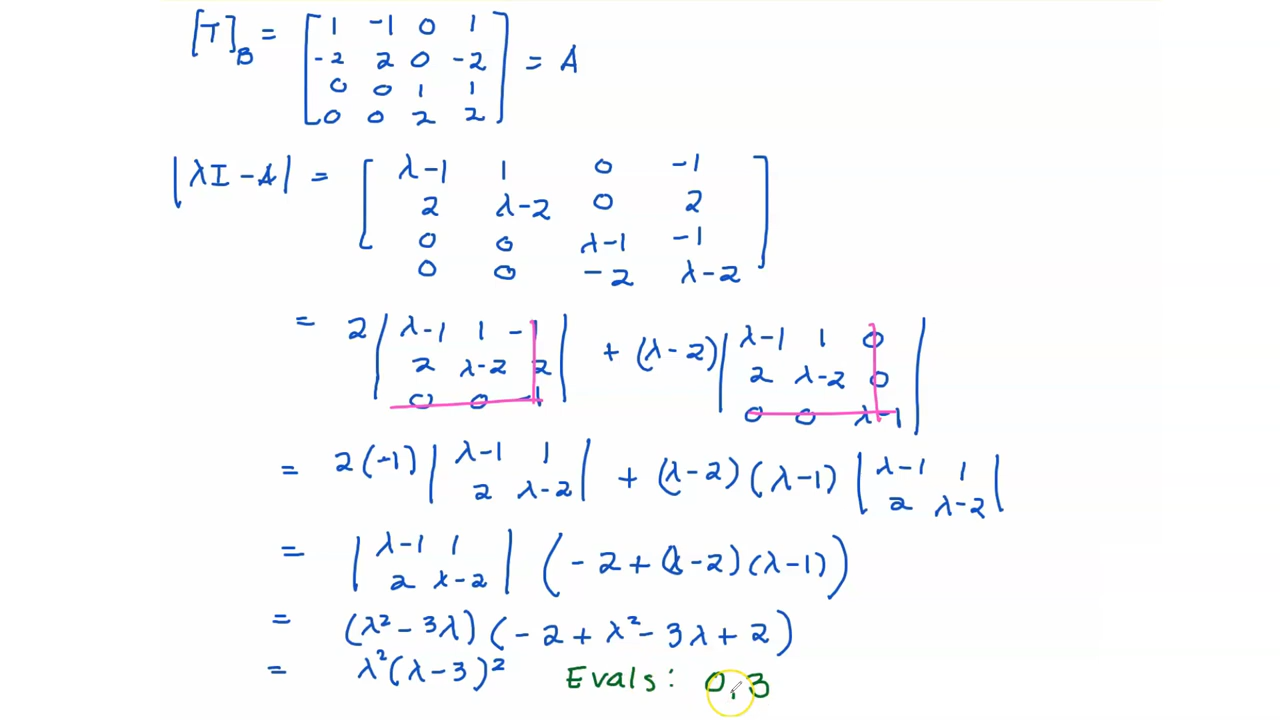 [T]_B = [ 1 -1 0 1
-2 2 0 -2 = A
0 0 1 1
0 0 2 2 ]
|λI - A| = [ λ-1 1 0 -1
2 λ-2 0 2
0 0 λ-1 -1
0 0 -2 λ-2 ]
= 2 | λ-1 1 -1 | + (λ-2) | λ-1 1 0 |
2 λ-2 2 2 λ-2 0
0 0 -1 0 0 λ-1
= 2(-1) | λ-1 1 | + (λ-2)(λ-1) | λ-1 1 |
2 λ-2 2 λ-2
= | λ-1 1 | (-2 + (λ-2)(λ-1))
2 λ-2
= (λ² - 3λ)(-2 + λ² - 3λ + 2)
= λ²(λ-3)² Evals: 0,3